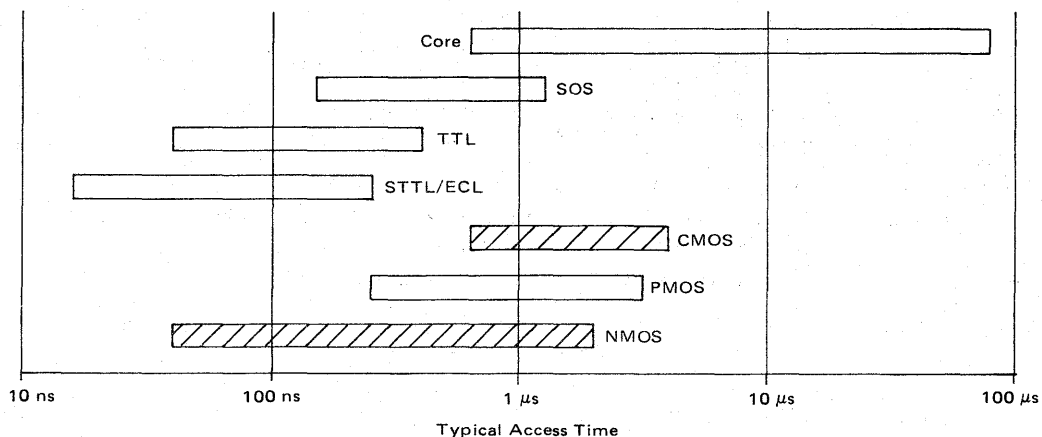 Core
SOS
TTL
STTL/ECL
CMOS
PMOS
NMOS
10 ns 100 ns 1 μs 10 μs 100 μs
Typical Access Time